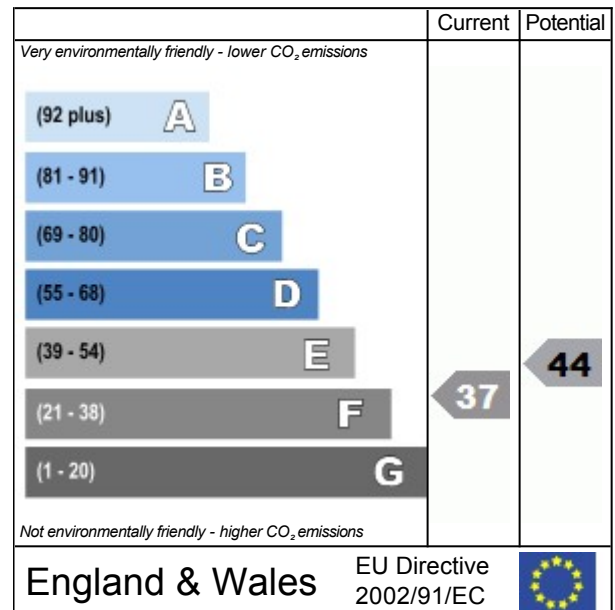 Current Potential
Very environmentally friendly - lower CO₂ emissions
(92 plus) A
(81 - 91) B
(69 - 80) C
(55 - 68) D
(39 - 54) E
44
37
(21 - 38) F
(1 - 20) G
Not environmentally friendly - higher CO₂ emissions
England & Wales
EU Directive
2002/91/EC